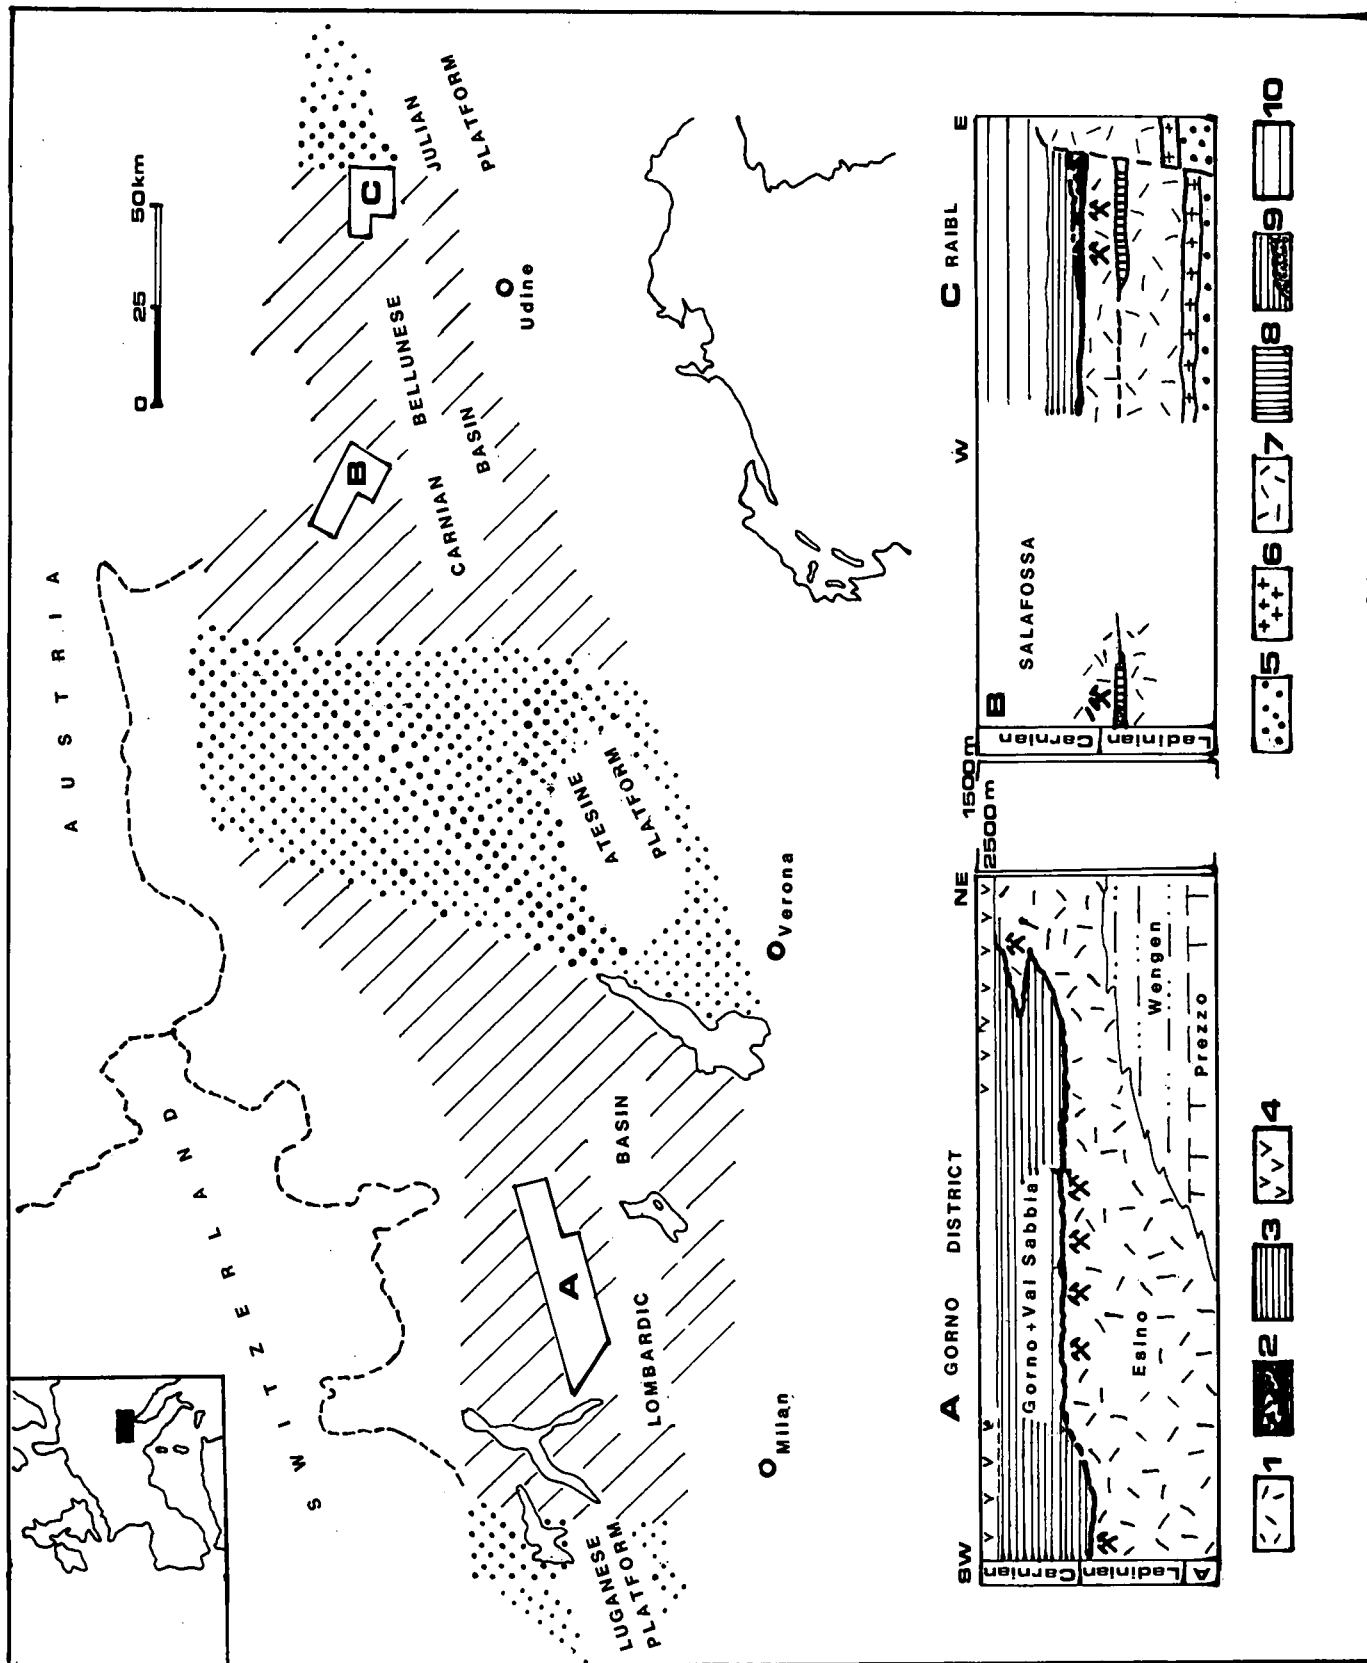 AUSTRIA
SWITZERLAND
0 25 50km
JULIAN
PLATFORM
C
Udine
BELLUNESE
BASIN
CARNIAN
B
ATESINE
PLATFORM
Verona
BASIN
LOMBARDIC
A
Milan
LUGANESE
PLATFORM
A GORNO DISTRICT
SW
NE
2500m
Carnian
Ladinian
A
Gorno + Val Sabbia
Esino
Wengen
Prezzo
1500m
B
SALAFOSSA
W
C RAIBL
E
Carnian
Ladinian
1
2
3
4
5
6
7
8
9
10